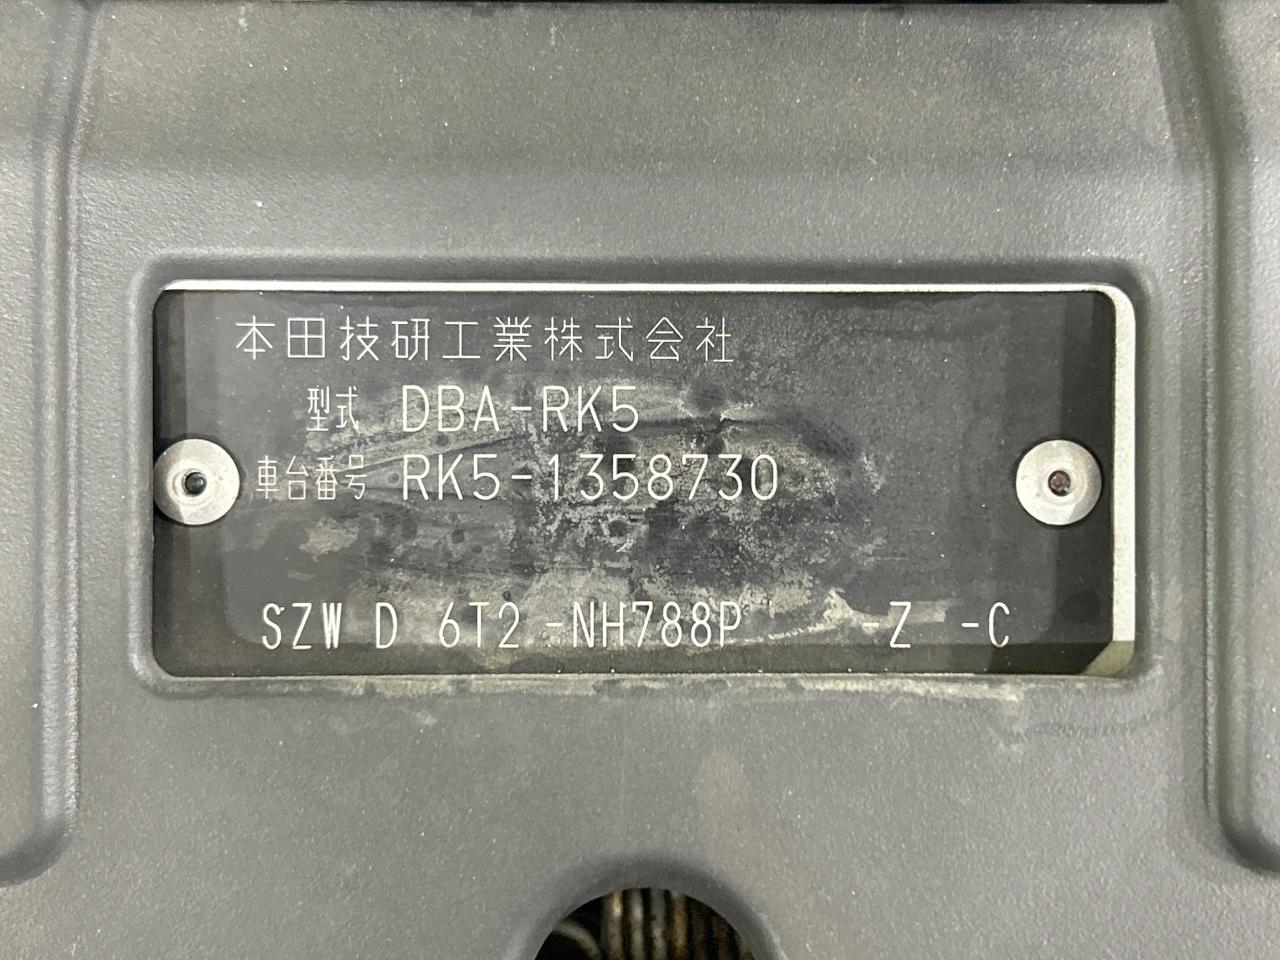 本田技研工業株式会社
型式 DBA-RK5
車台番号 RK5-1358730
SZW D 6T2 -NH788P -Z -C